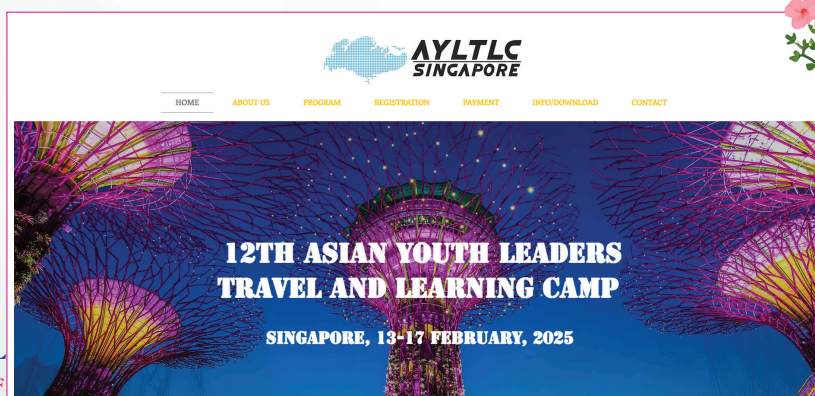 AYLTLC
SINGAPORE
HOME ABOUT US PROGRAM REGISTRATION PAYMENT INFO/DOWNLOAD CONTACT
12TH ASIAN YOUTH LEADERS
TRAVEL AND LEARNING CAMP
SINGAPORE, 13-17 FEBRUARY, 2025